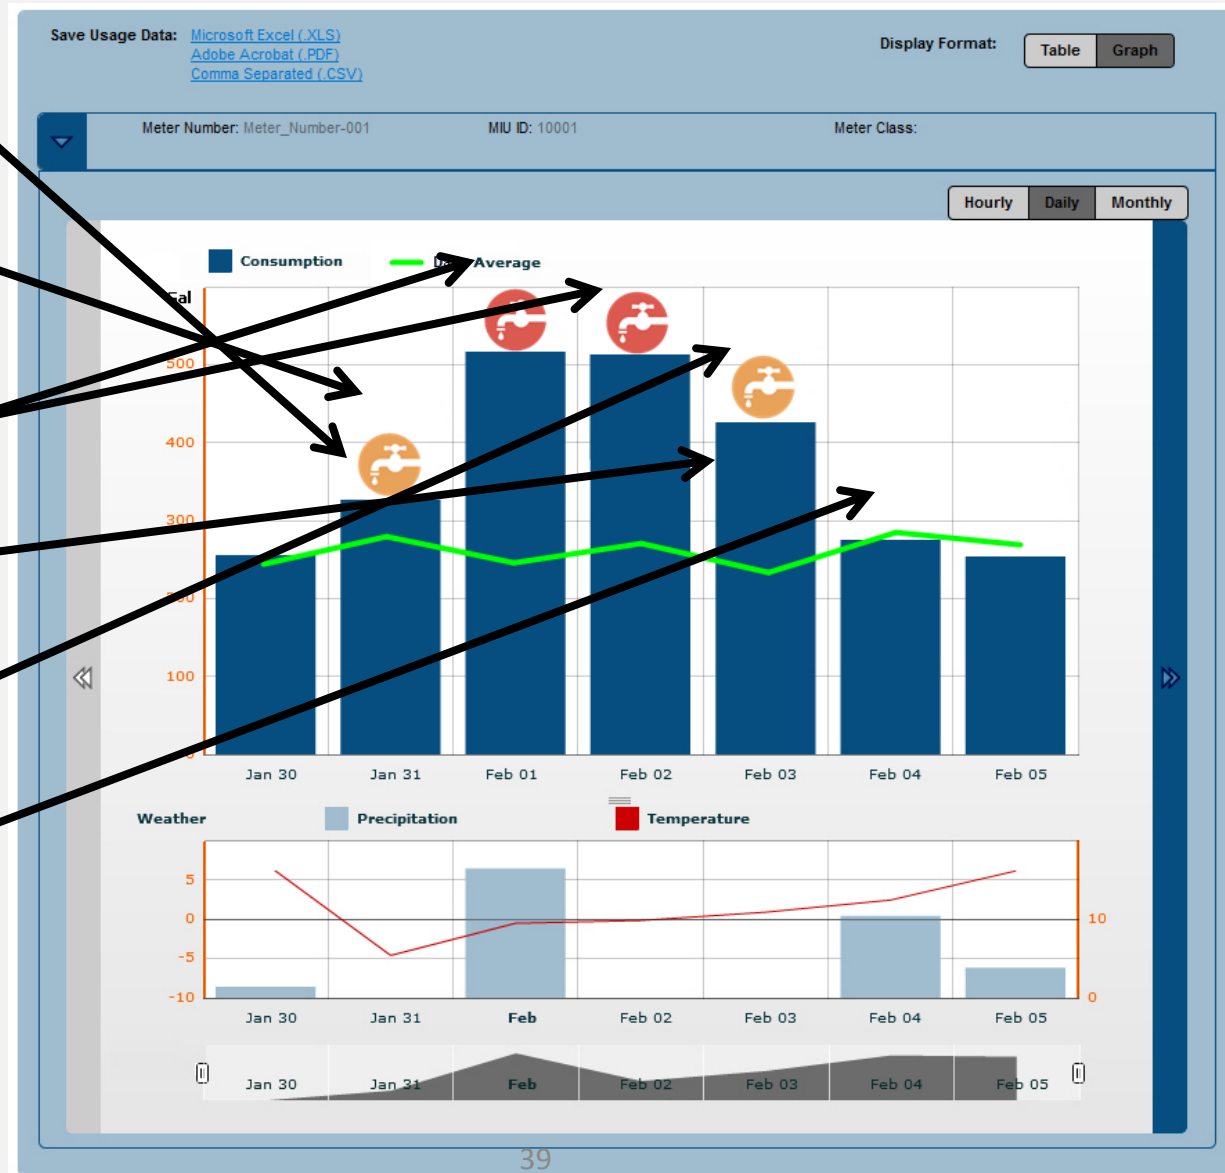 Save Usage Data: Microsoft Excel (.XLS)
Adobe Acrobat (.PDF)
Comma Separated (.CSV)
Display Format: Table Graph
Meter Number: Meter_Number-001 MIU ID: 10001 Meter Class:
Hourly Daily Monthly
Consumption Average
Gal
500
400
300
100
0
Jan 30 Jan 31 Feb 01 Feb 02 Feb 03 Feb 04 Feb 05
Weather Precipitation Temperature
5
0 10
-5
-10 0
Jan 30 Jan 31 Feb Feb 02 Feb 03 Feb 04 Feb 05
Jan 30 Jan 31 Feb Feb 02 Feb 03 Feb 04 Feb 05
39